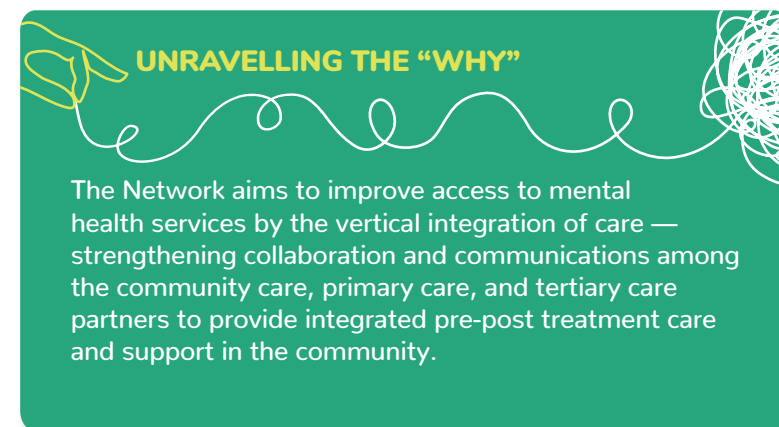 UNRAVELLING THE “WHY”
The Network aims to improve access to mental
health services by the vertical integration of care —
strengthening collaboration and communications among
the community care, primary care, and tertiary care
partners to provide integrated pre-post treatment care
and support in the community.